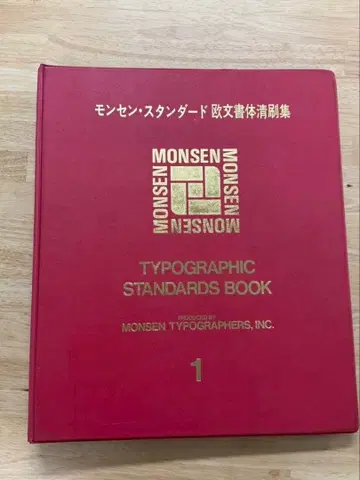 モンセン・スタンダード 欧文書体清刷集
MONSEN
MONSEN
MONSEN
MONSEN
TYPOGRAPHIC
STANDARDS BOOK
PRODUCED BY
MONSEN TYPOGRAPHERS, INC.
1